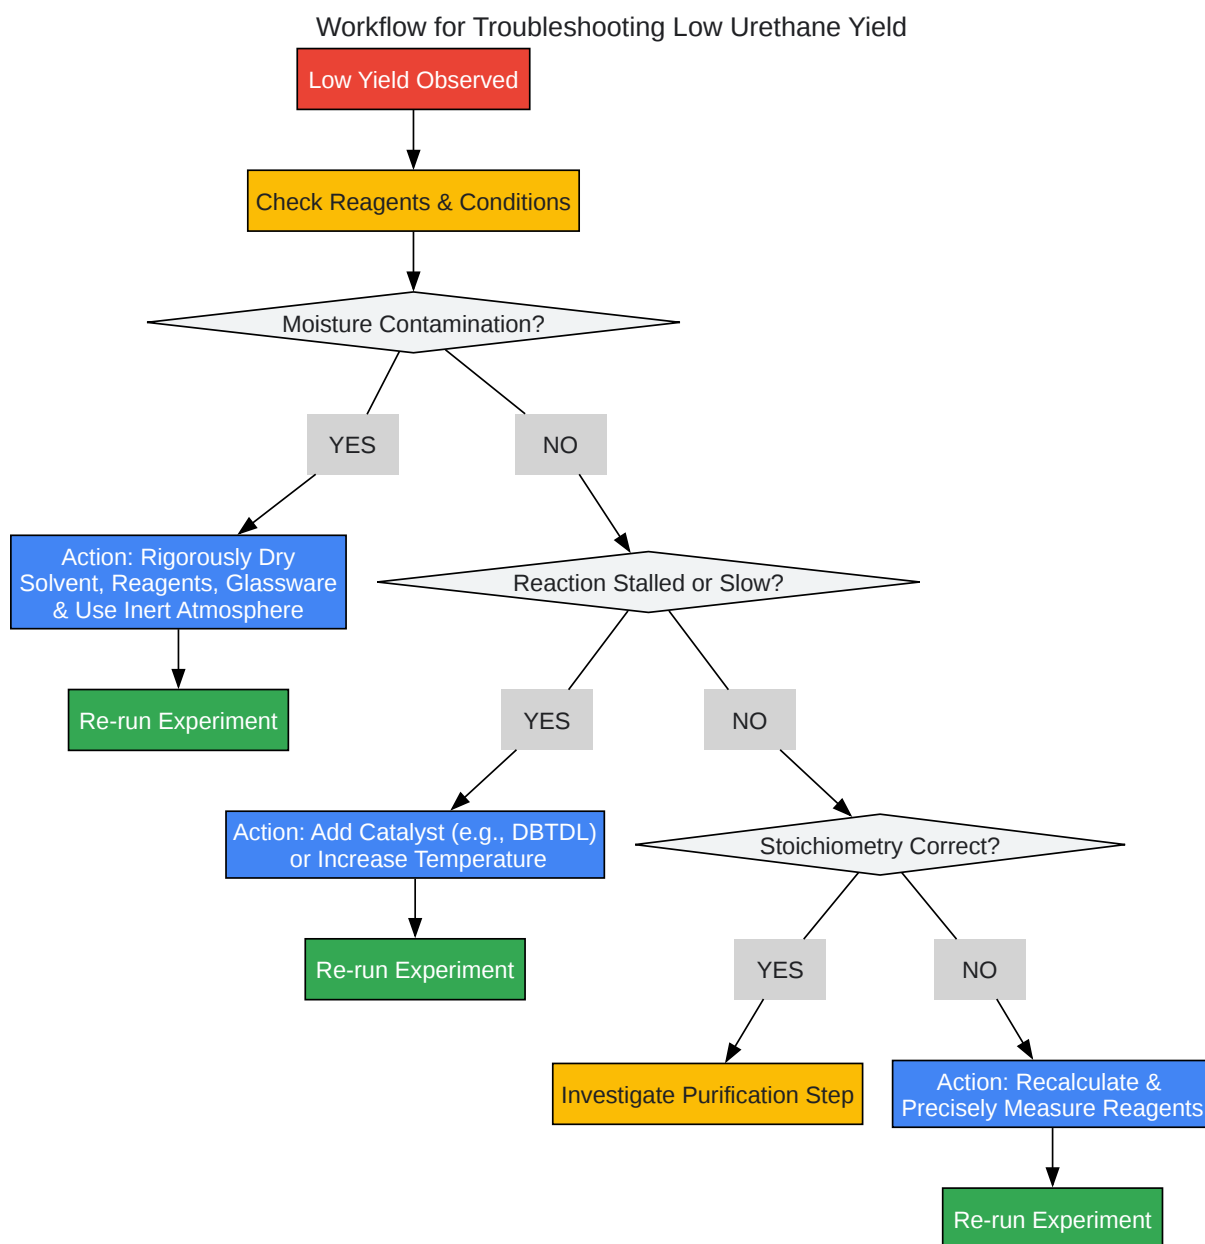 Workflow for Troubleshooting Low Urethane Yield
Low Yield Observed
Check Reagents & Conditions
Moisture Contamination?
YES
NO
Action: Rigorously Dry
Solvent, Reagents, Glassware
& Use Inert Atmosphere
Reaction Stalled or Slow?
Re-run Experiment
YES
NO
Action: Add Catalyst (e.g., DBTDL)
or Increase Temperature
Stoichiometry Correct?
Re-run Experiment
YES
NO
Investigate Purification Step
Action: Recalculate &
Precisely Measure Reagents
Re-run Experiment